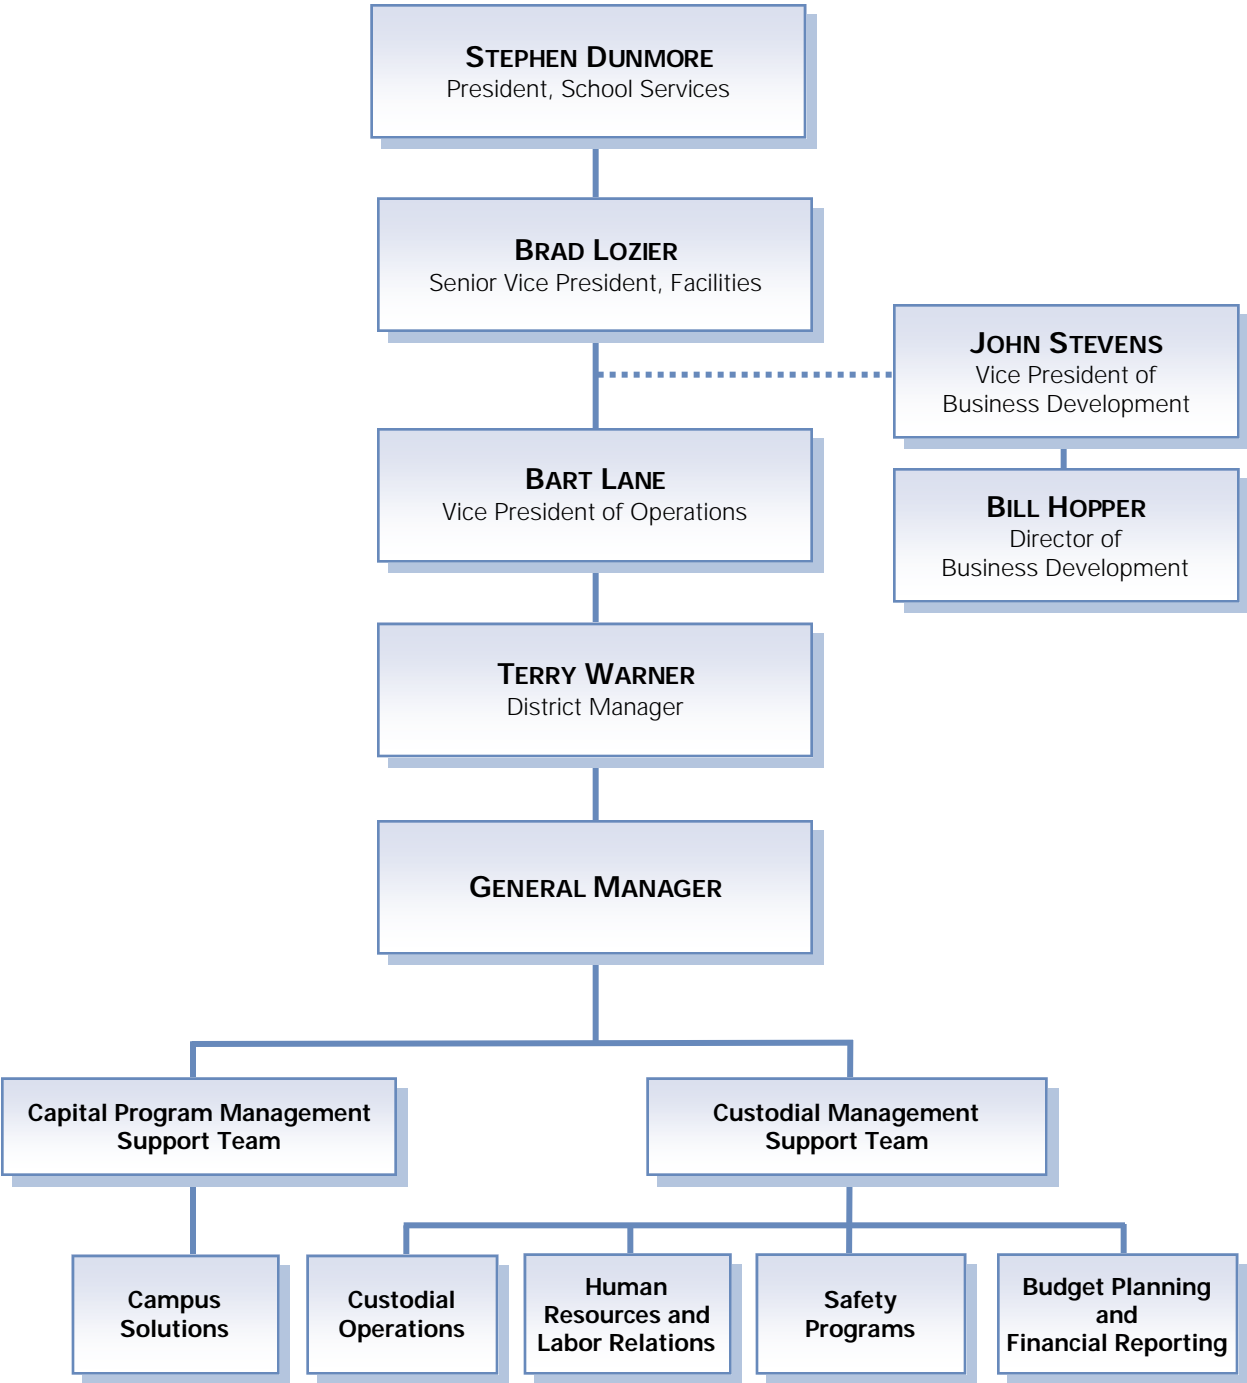 STEPHEN DUNMORE
President, School Services
BRAD LOZIER
Senior Vice President, Facilities
JOHN STEVENS
Vice President of
Business Development
BART LANE
Vice President of Operations
BILL HOPPER
Director of
Business Development
TERRY WARNER
District Manager
GENERAL MANAGER
Capital Program Management
Support Team
Custodial Management
Support Team
Campus
Solutions
Custodial
Operations
Human
Resources and
Labor Relations
Safety
Programs
Budget Planning
and
Financial Reporting